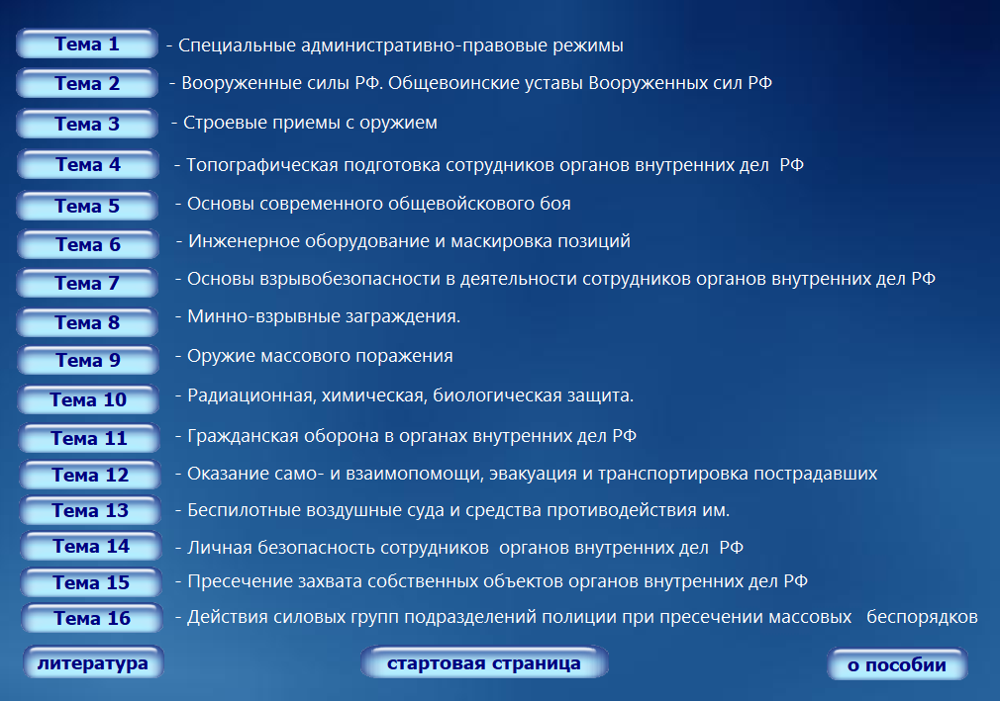 Тема 1 - Специальные административно-правовые режимы
Тема 2 - Вооруженные силы РФ. Общевоинские уставы Вооруженных сил РФ
Тема 3 - Строевые приемы с оружием
Тема 4 - Топографическая подготовка сотрудников органов внутренних дел РФ
Тема 5 - Основы современного общевойскового боя
Тема 6 - Инженерное оборудование и маскировка позиций
Тема 7 - Основы взрывобезопасности в деятельности сотрудников органов внутренних дел РФ
Тема 8 - Минно-взрывные заграждения.
Тема 9 - Оружие массового поражения
Тема 10 - Радиационная, химическая, биологическая защита.
Тема 11 - Гражданская оборона в органах внутренних дел РФ
Тема 12 - Оказание само- и взаимопомощи, эвакуация и транспортировка пострадавших
Тема 13 - Беспилотные воздушные суда и средства противодействия им.
Тема 14 - Личная безопасность сотрудников органов внутренних дел РФ
Тема 15 - Пресечение захвата собственных объектов органов внутренних дел РФ
Тема 16 - Действия силовых групп подразделений полиции при пресечении массовых беспорядков
литература стартовая страница о пособии